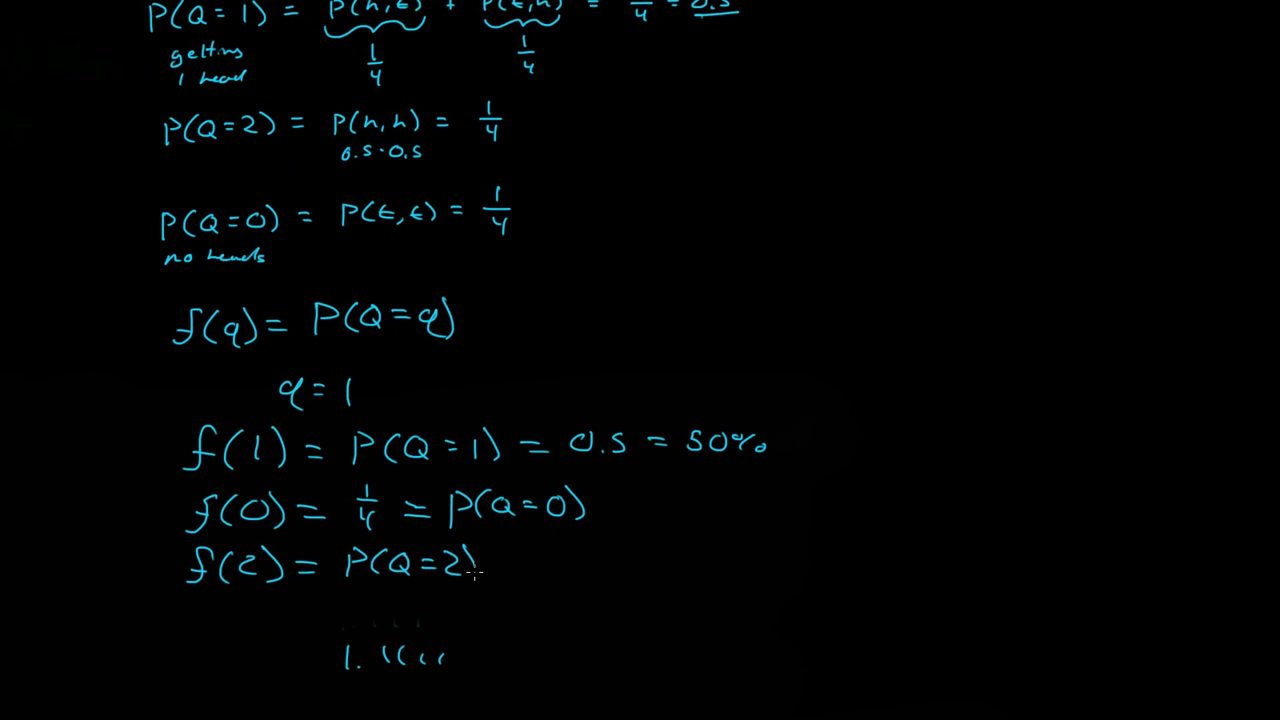 P(Q=1) = P(h,t) + P(t,h) = 2/4 = 0.5
getting 1/4 1/4
1 head
P(Q=2) = P(h,h) = 1/4
0.5·0.5
P(Q=0) = P(t,t) = 1/4
no heads
f(q) = P(Q=q)
q = 1
f(1) = P(Q=1) = 0.5 = 50%
f(0) = 1/4 = P(Q=0)
f(2) = P(Q=2)
1.